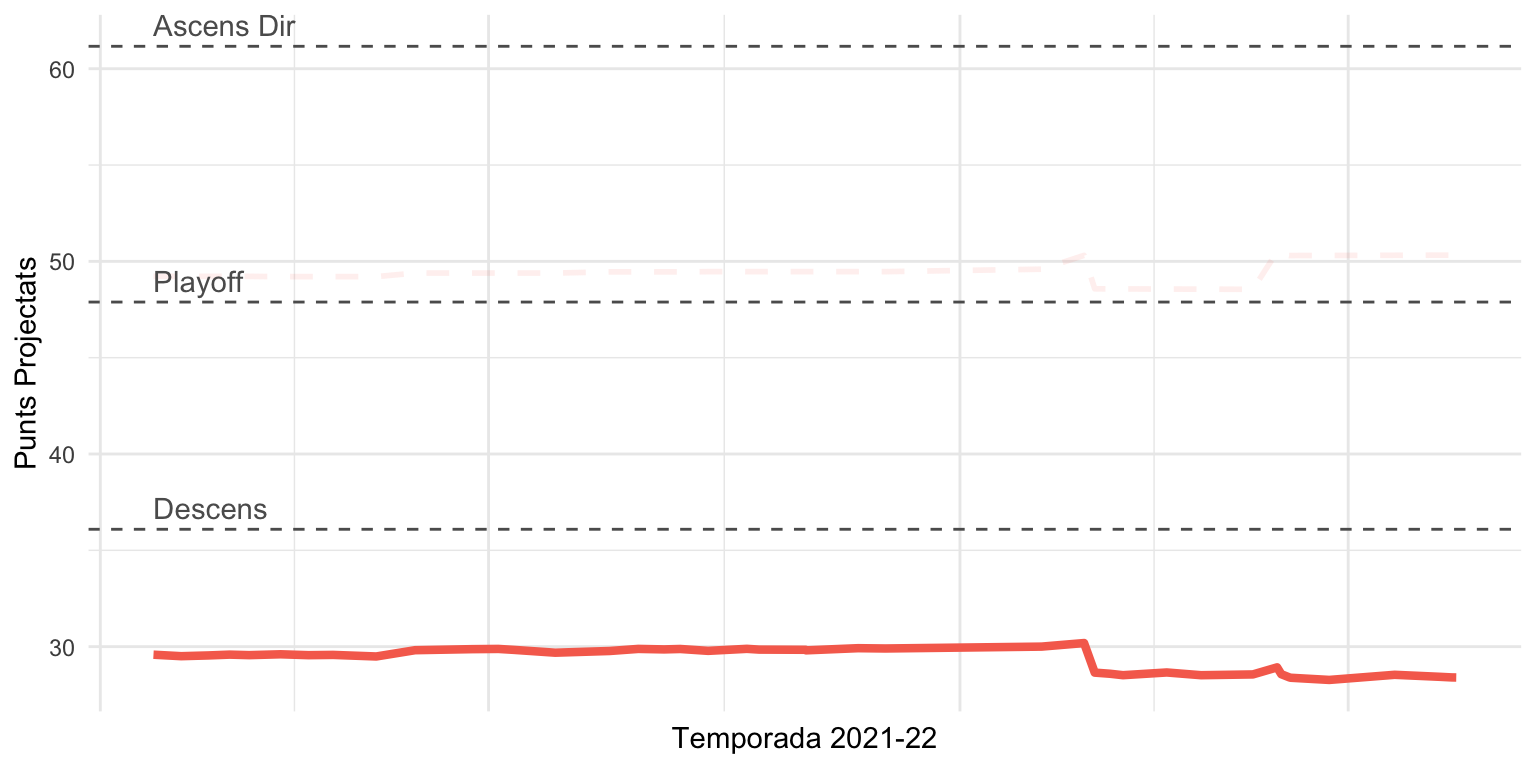 Ascens Dir
60
50
Playoff
Punts Projectats
40
Descens
30
Temporada 2021-22